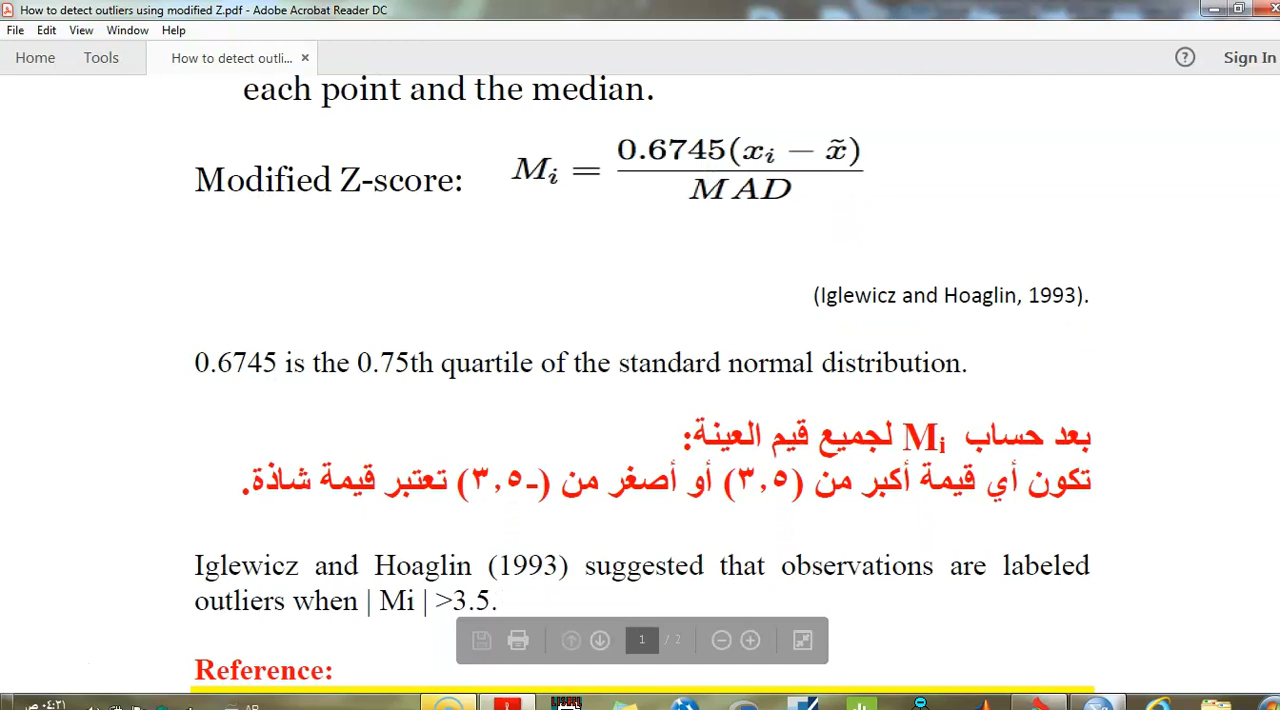 How to detect outliers using modified Z.pdf - Adobe Acrobat Reader DC
File Edit View Window Help
Home Tools How to detect outli... × ? Sign In
each point and the median.
Modified Z-score: Mᵢ = 0.6745(xᵢ − x̃) / MAD
(Iglewicz and Hoaglin, 1993).
0.6745 is the 0.75th quartile of the standard normal distribution.
بعد حساب Mᵢ لجميع قيم العينة:
تكون أي قيمة أكبر من (٣,٥) أو أصغر من (-٣,٥) تعتبر قيمة شاذة.
Iglewicz and Hoaglin (1993) suggested that observations are labeled
outliers when | Mi | >3.5.
1 / 2
Reference: